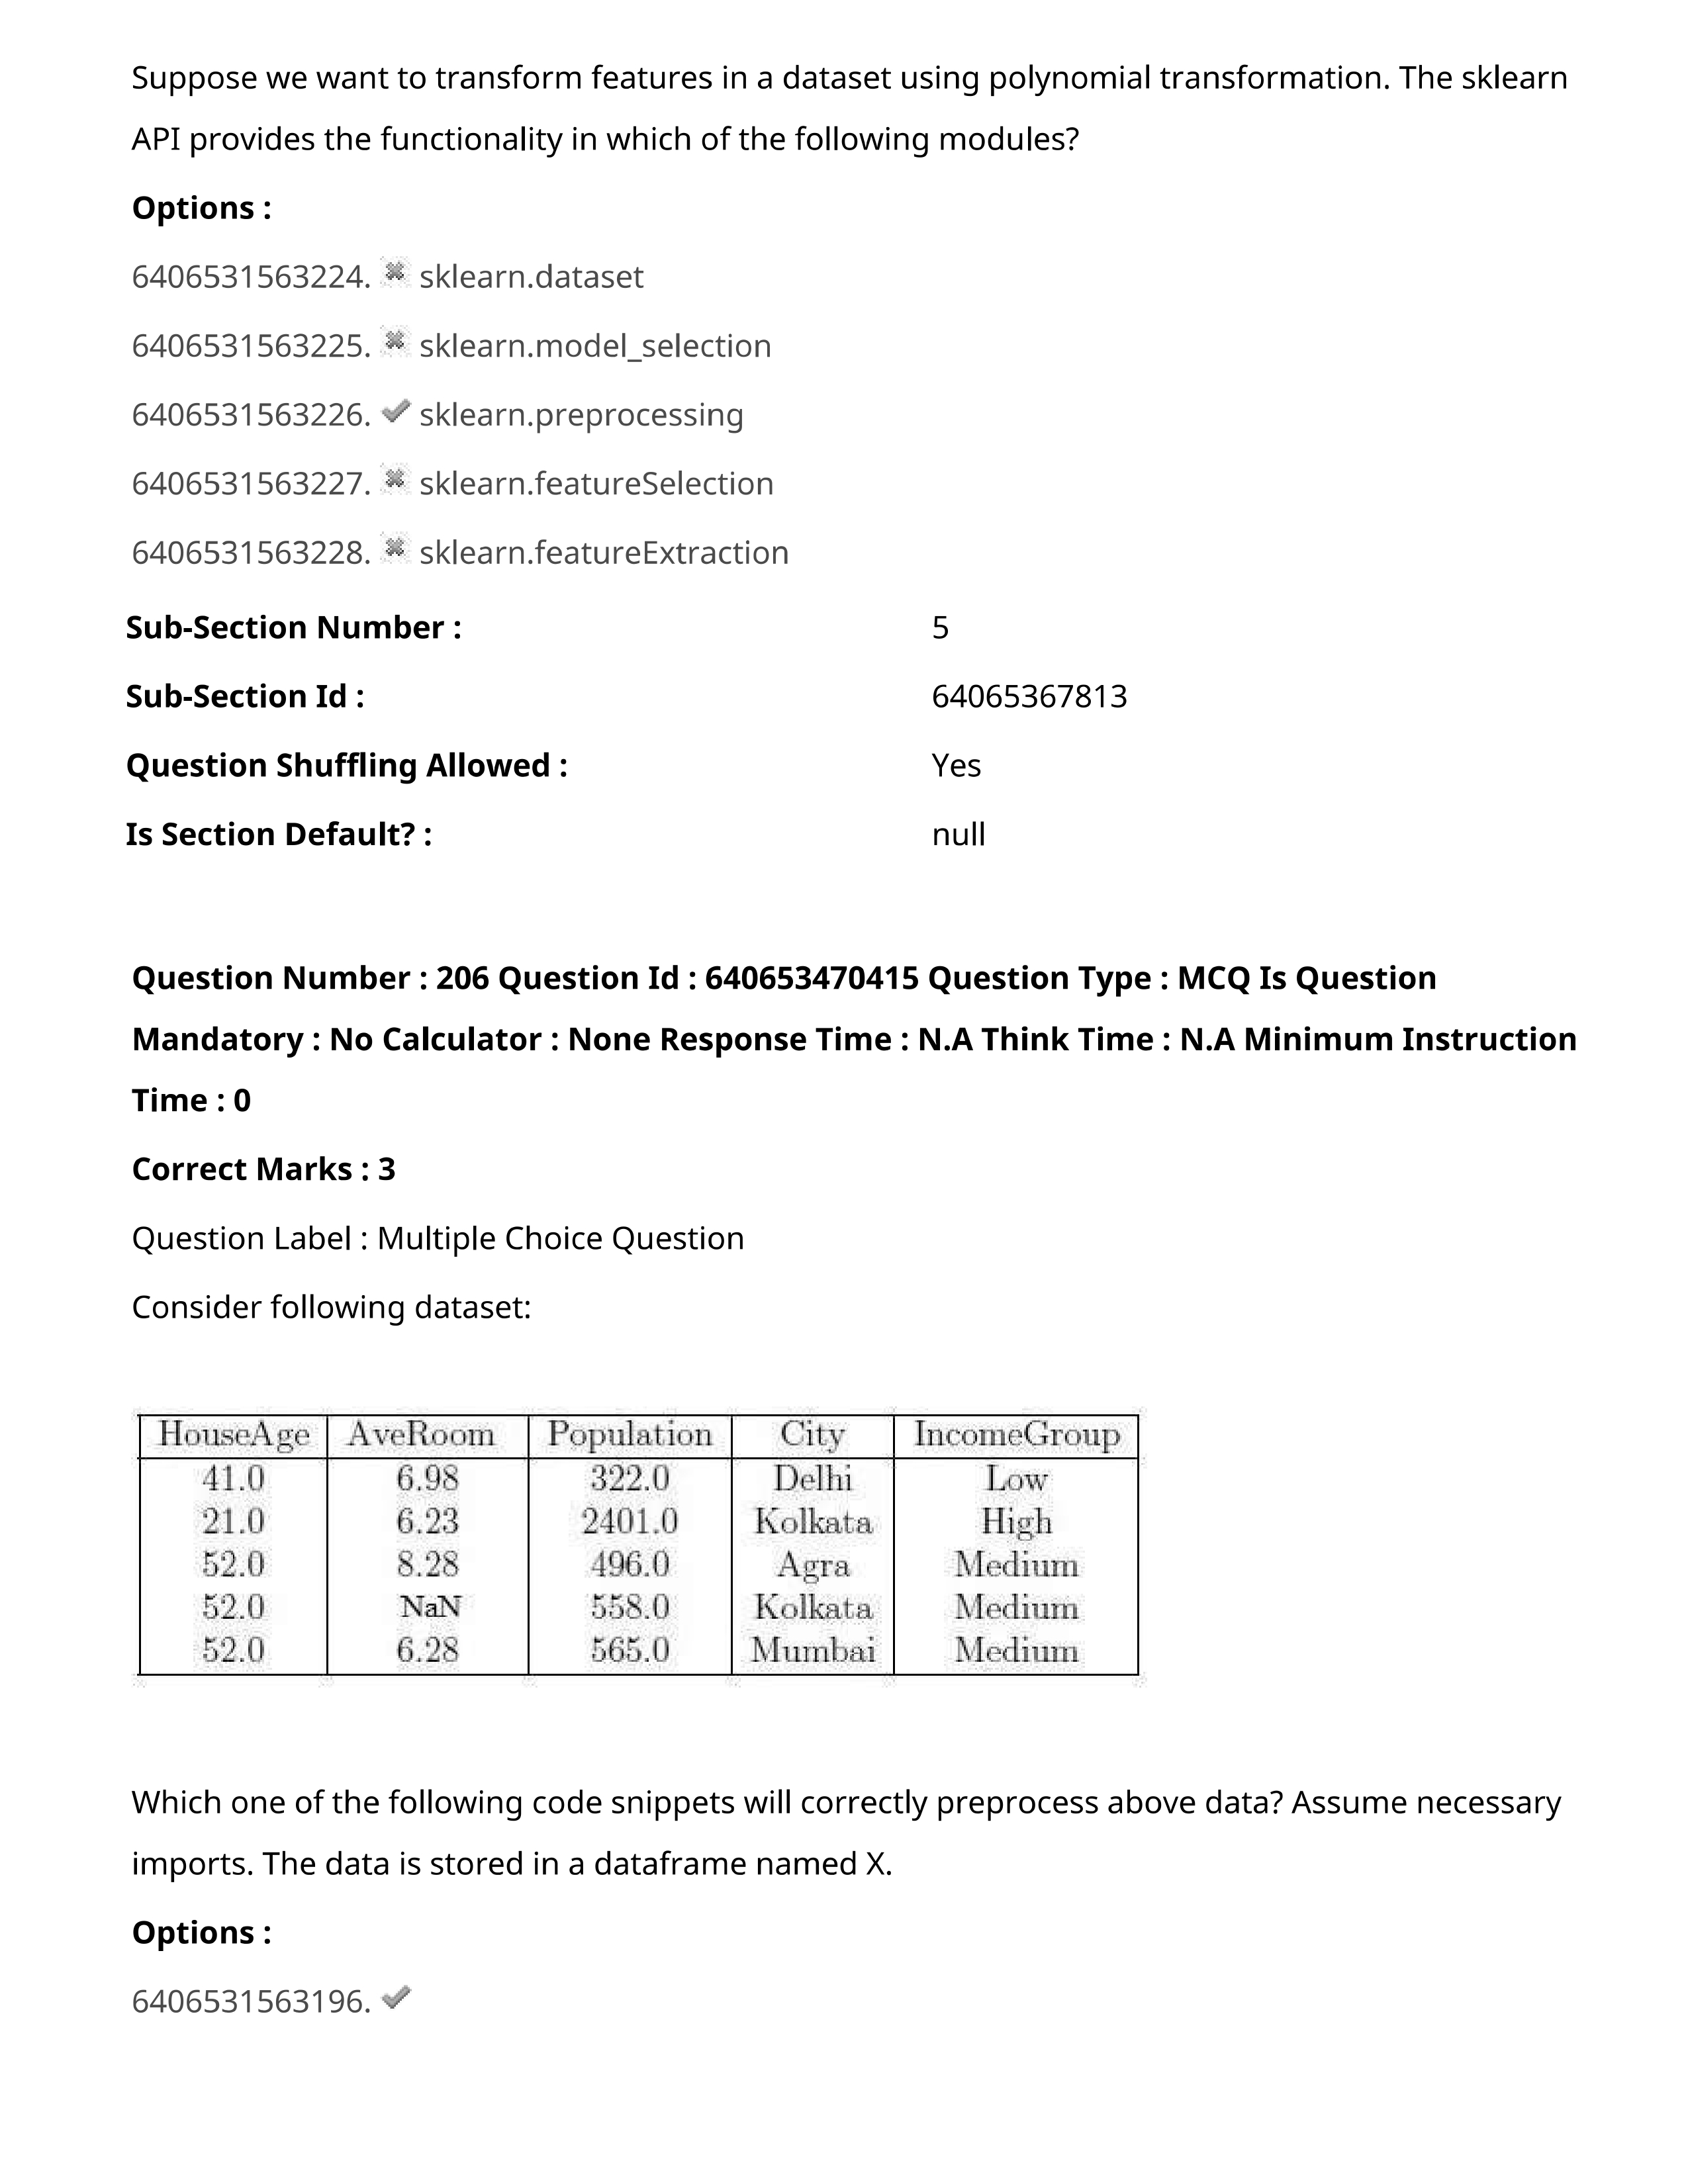 Suppose we want to transform features in a dataset using polynomial transformation. The sklearn
API provides the functionality in which of the following modules?
Options :
6406531563224. ✖ sklearn.dataset
6406531563225. ✖ sklearn.model_selection
6406531563226. ✔ sklearn.preprocessing
6406531563227. ✖ sklearn.featureSelection
6406531563228. ✖ sklearn.featureExtraction
Sub-Section Number : 5
Sub-Section Id : 64065367813
Question Shuffling Allowed : Yes
Is Section Default? : null
Question Number : 206 Question Id : 640653470415 Question Type : MCQ Is Question
Mandatory : No Calculator : None Response Time : N.A Think Time : N.A Minimum Instruction
Time : 0
Correct Marks : 3
Question Label : Multiple Choice Question
Consider following dataset:
HouseAge AveRoom Population City IncomeGroup
41.0 6.98 322.0 Delhi Low
21.0 6.23 2401.0 Kolkata High
52.0 8.28 496.0 Agra Medium
52.0 NaN 558.0 Kolkata Medium
52.0 6.28 565.0 Mumbai Medium
Which one of the following code snippets will correctly preprocess above data? Assume necessary
imports. The data is stored in a dataframe named X.
Options :
6406531563196. ✔